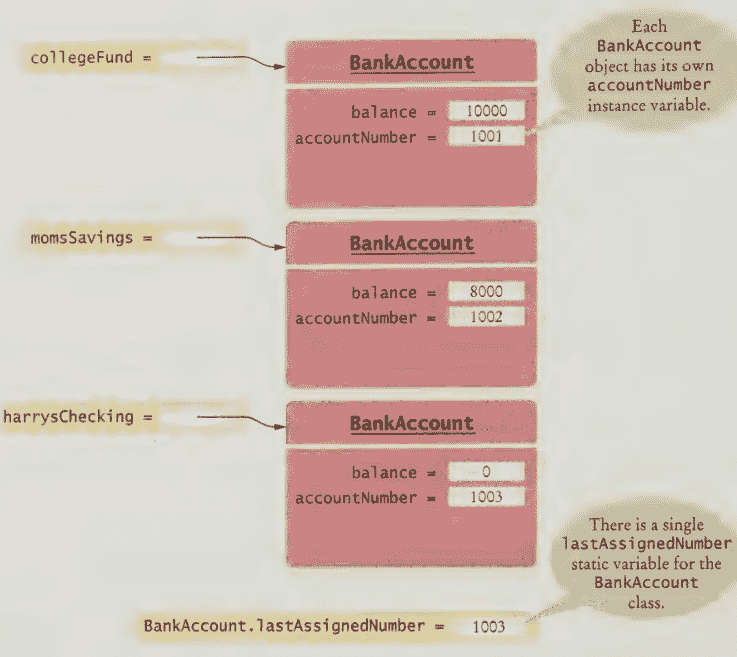 collegeFund =
BankAccount
balance = 10000
accountNumber = 1001
Each
BankAccount
object has its own
accountNumber
instance variable.
momsSavings =
BankAccount
balance = 8000
accountNumber = 1002
harrysChecking =
BankAccount
balance = 0
accountNumber = 1003
There is a single
lastAssignedNumber
static variable for the
BankAccount
class.
BankAccount.lastAssignedNumber = 1003